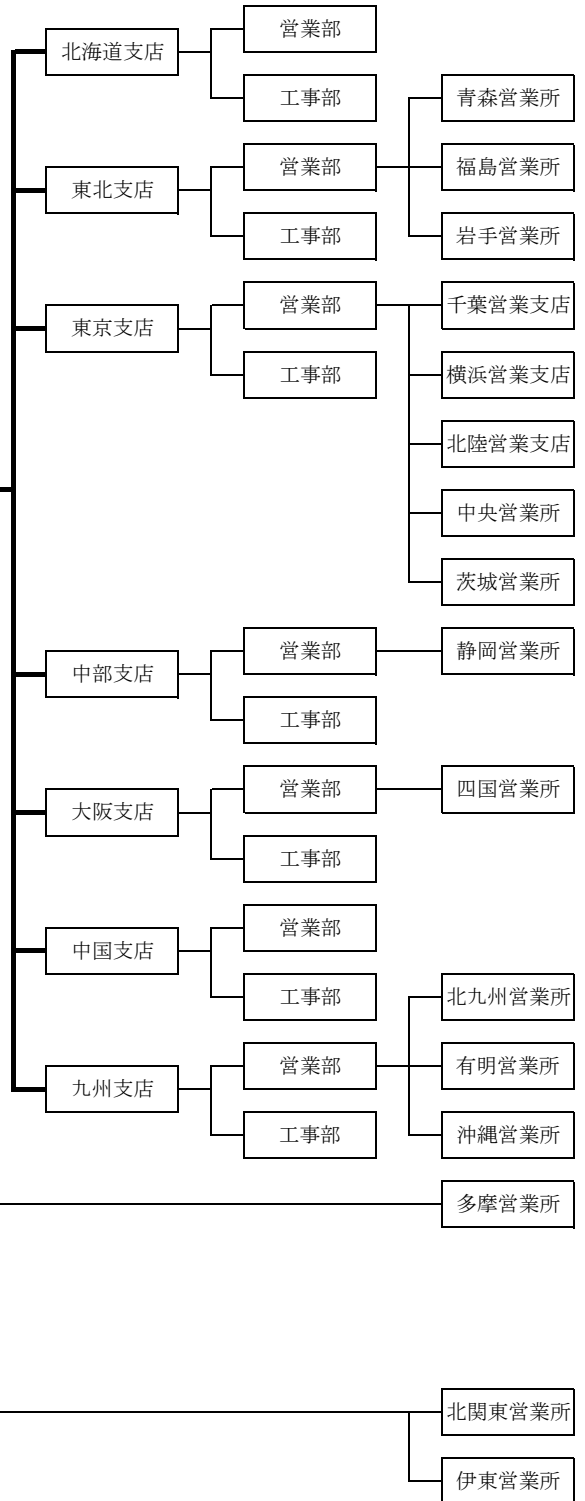 北海道支店
営業部
工事部
青森営業所
東北支店
営業部
福島営業所
工事部
岩手営業所
東京支店
営業部
千葉営業支店
工事部
横浜営業支店
北陸営業支店
中央営業所
茨城営業所
中部支店
営業部
静岡営業所
工事部
大阪支店
営業部
四国営業所
工事部
中国支店
営業部
工事部
北九州営業所
九州支店
営業部
有明営業所
工事部
沖縄営業所
多摩営業所
北関東営業所
伊東営業所